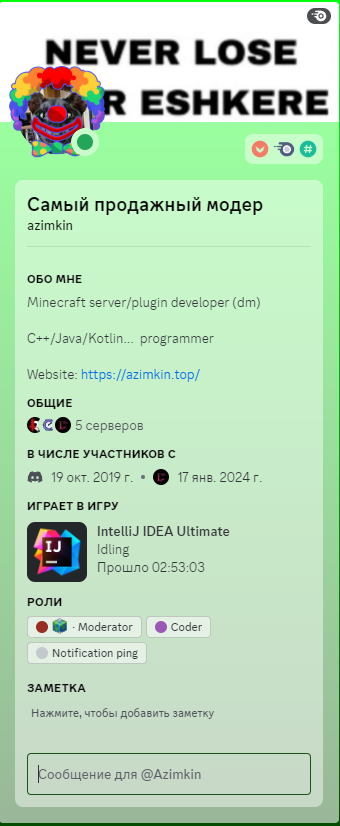 NEVER LOSE
R ESHKERE
Самый продажный модер
azimkin
ОБО МНЕ
Minecraft server/plugin developer (dm)
C++/Java/Kotlin... programmer
Website: https://azimkin.top/
ОБЩИЕ
5 серверов
В ЧИСЛЕ УЧАСТНИКОВ С
19 окт. 2019 г. • 17 янв. 2024 г.
ИГРАЕТ В ИГРУ
IJ
IntelliJ IDEA Ultimate
Idling
Прошло 02:53:03
РОЛИ
· Moderator
Coder
Notification ping
ЗАМЕТКА
Нажмите, чтобы добавить заметку
Сообщение для @Azimkin